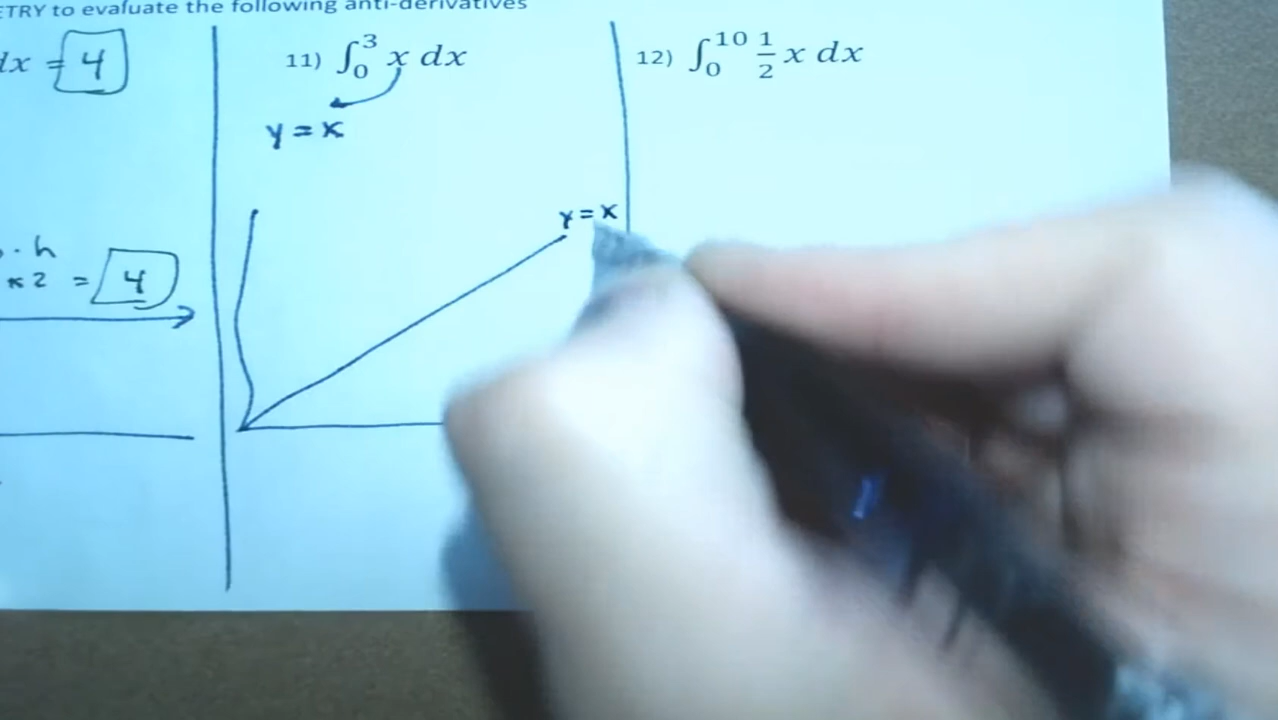 ETRY to evaluate the following anti-derivatives
dx = 4
· h
× 2 = 4
11) ∫₀³ x dx
y = x
y = x
12) ∫₀¹⁰ 1/2 x dx